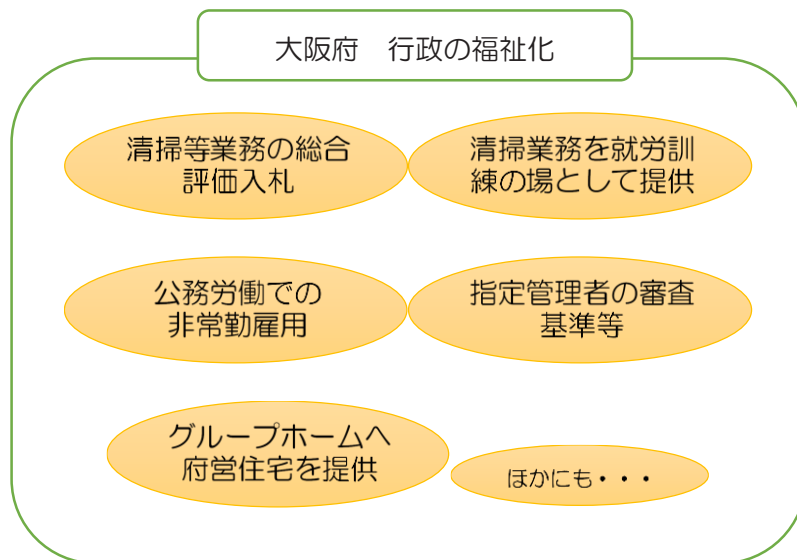 大阪府　行政の福祉化
清掃等業務の総合
評価入札
清掃業務を就労訓
練の場として提供
公務労働での
非常勤雇用
指定管理者の審査
基準等
グループホームへ
府営住宅を提供
ほかにも・・・